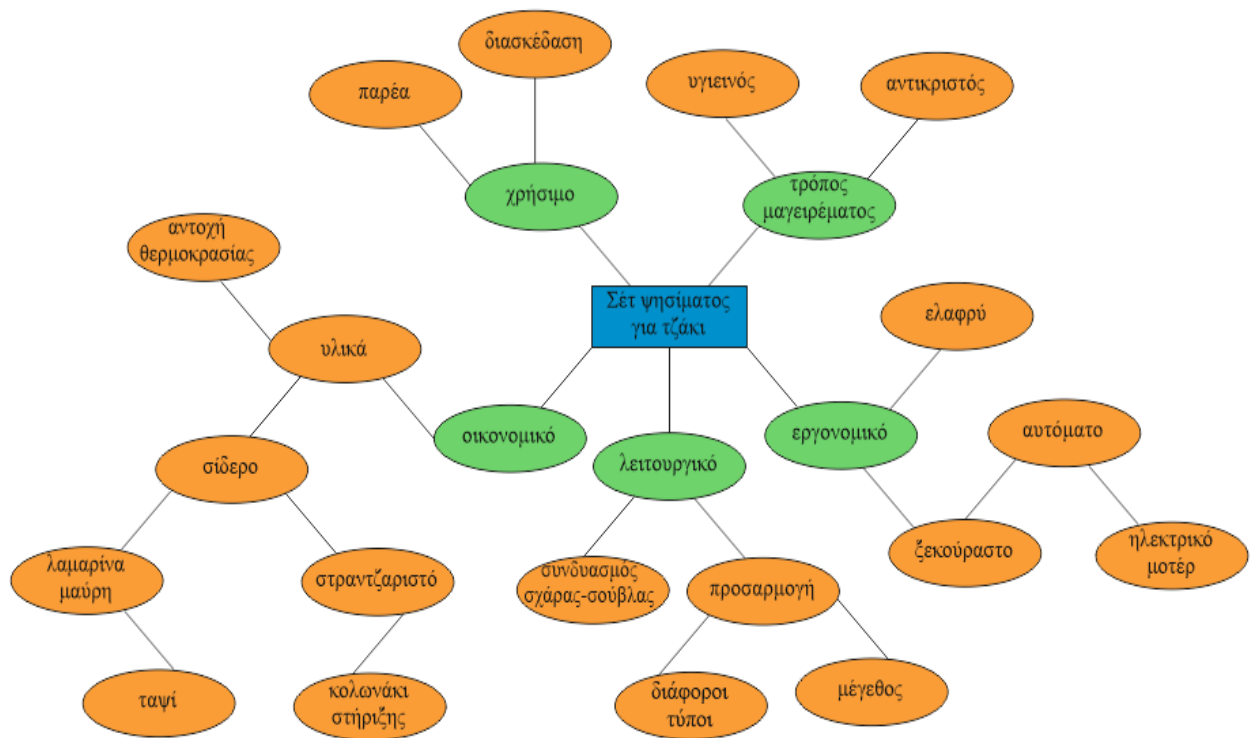 διασκέδαση
παρέα
υγιεινός
αντικριστός
χρήσιμο
τρόπος
μαγειρέματος
αντοχή
θερμοκρασίας
Σέτ ψησίματος
για τζάκι
ελαφρύ
υλικά
οικονομικό
λειτουργικό
εργονομικό
αυτόματο
σίδερο
λαμαρίνα
μαύρη
στραντζαριστό
συνδυασμός
σχάρας-σούβλας
προσαρμογή
ξεκούραστο
ηλεκτρικό
μοτέρ
ταψί
κολωνάκι
στήριξης
διάφοροι
τύποι
μέγεθος